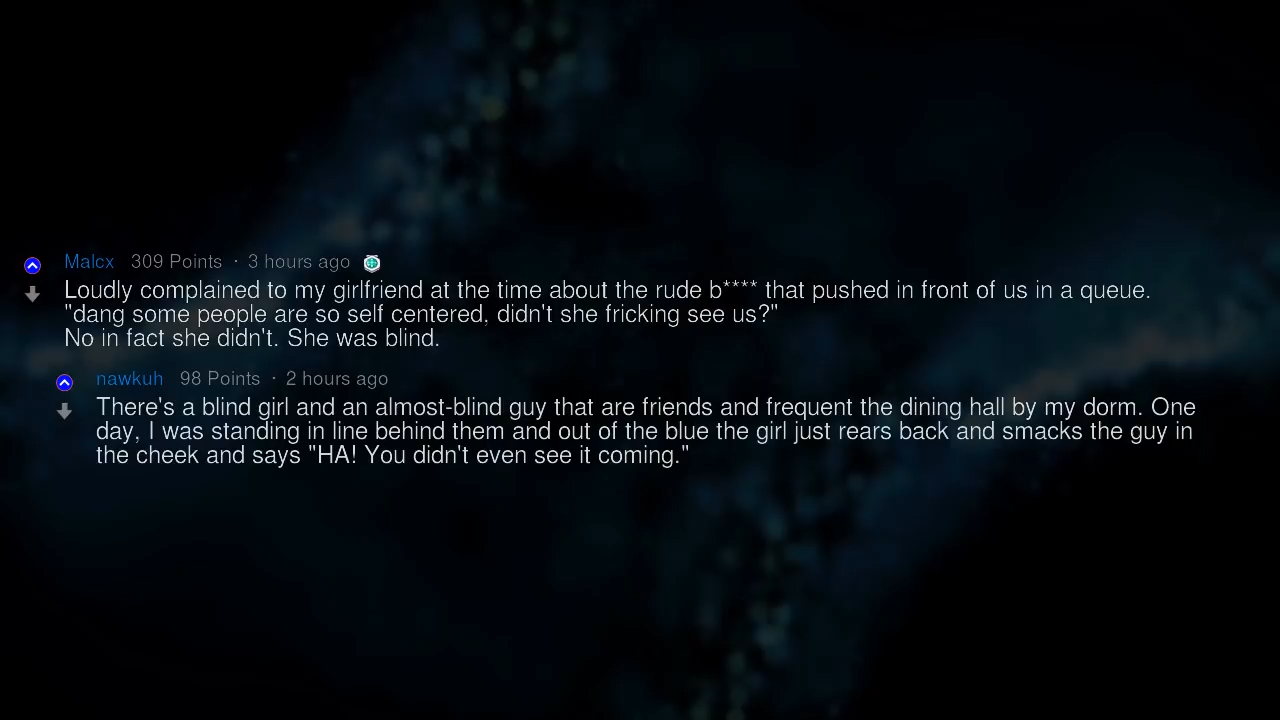 Malcx 309 Points · 3 hours ago
Loudly complained to my girlfriend at the time about the rude b**** that pushed in front of us in a queue.
"dang some people are so self centered, didn't she fricking see us?"
No in fact she didn't. She was blind.
nawkuh 98 Points · 2 hours ago
There's a blind girl and an almost-blind guy that are friends and frequent the dining hall by my dorm. One
day, I was standing in line behind them and out of the blue the girl just rears back and smacks the guy in
the cheek and says "HA! You didn't even see it coming."